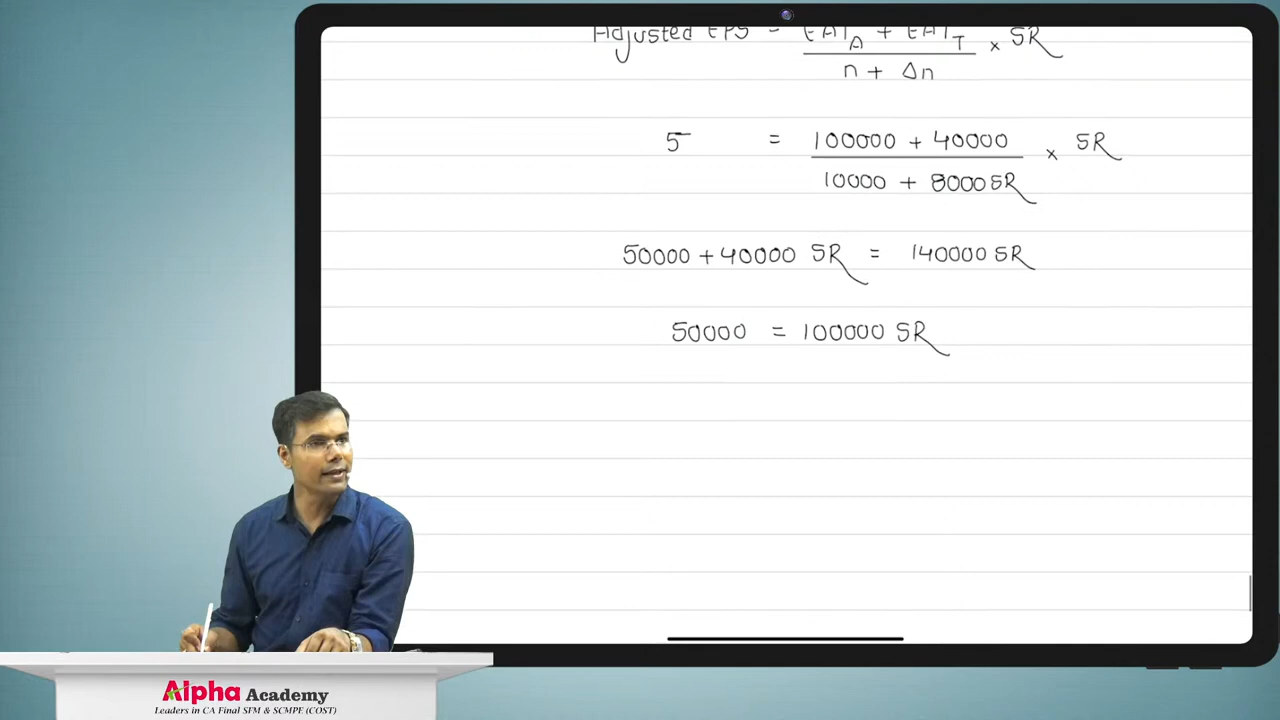 Adjusted EPS = EAT_A + EAT_T / n + Δn × SR
5 = 100000 + 40000 / 10000 + 8000 SR × SR
50000 + 40000 SR = 140000 SR
50000 = 100000 SR
Alpha Academy
Leaders in CA Final SFM & SCMPE (COST)